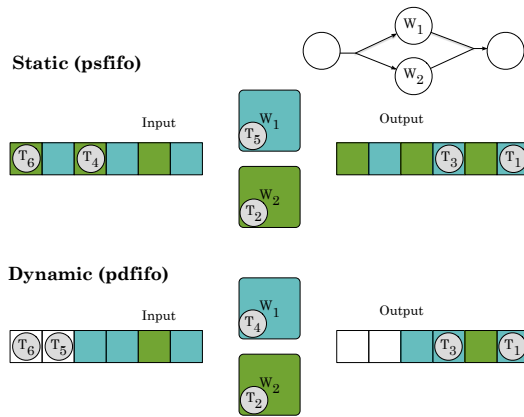 W1
W2
Static (psfifo)
Input
Output
W1
T5
T6
T4
T3
T1
W2
T2
Dynamic (pdfifo)
Input
Output
W1
T4
T6
T5
T3
T1
W2
T2